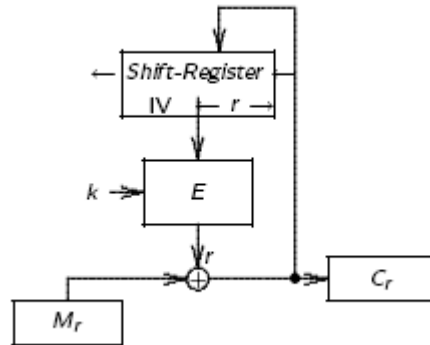 Shift-Register
IV r
k E
r
C_r
M_r